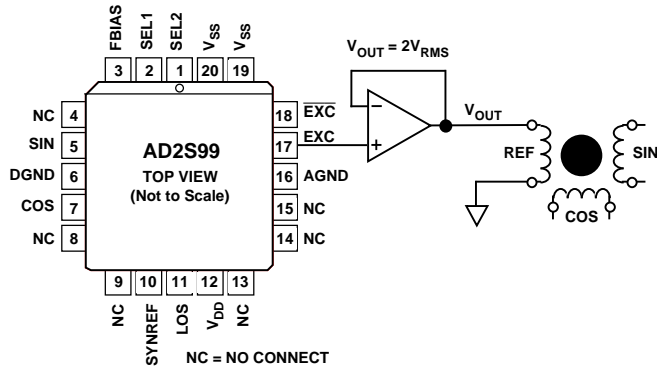 FBIAS
SEL1
SEL2
VSS
VSS
3 2 1 20 19
VOUT = 2VRMS
NC 4
SIN 5
DGND 6
COS 7
NC 8
AD2S99
TOP VIEW
(Not to Scale)
18 EXC
17 EXC
16 AGND
15 NC
14 NC
−
+
VOUT
REF
SIN
COS
9 10 11 12 13
NC
SYNREF
LOS
VDD
NC
NC = NO CONNECT